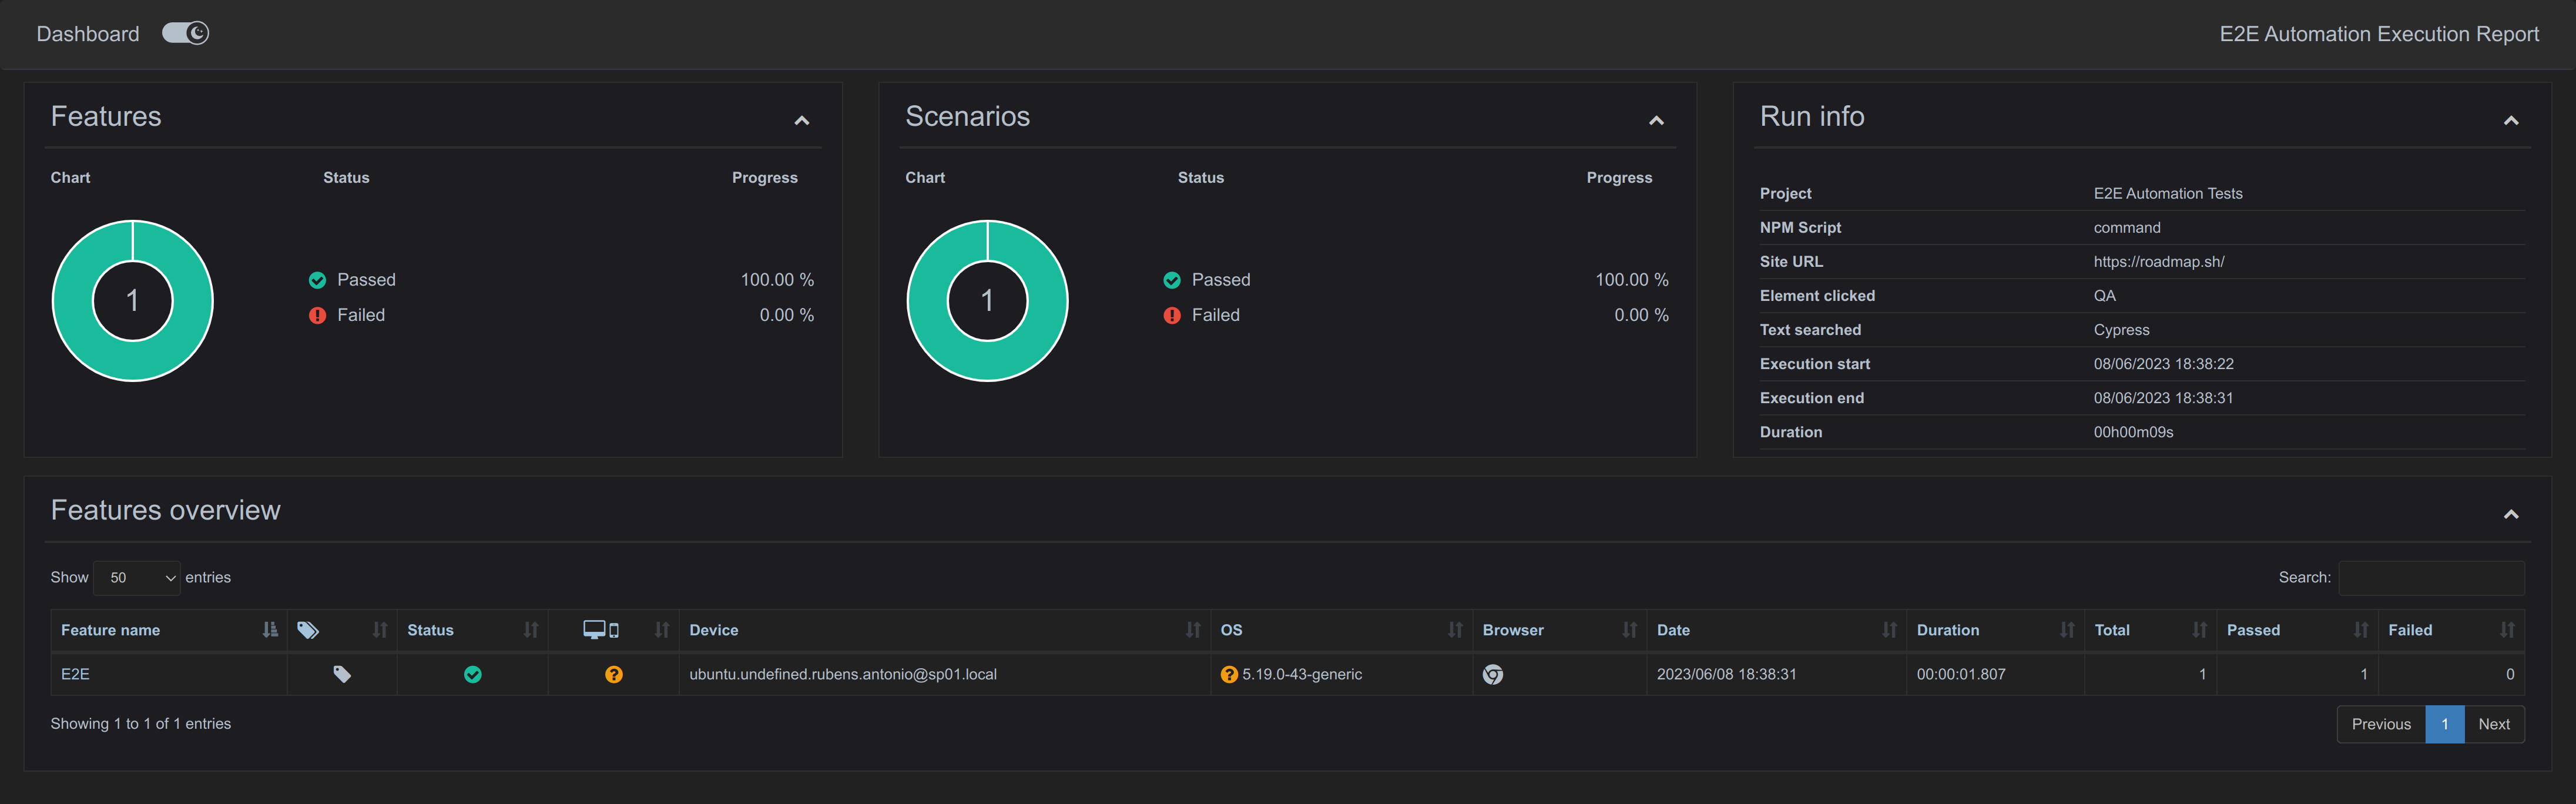 Dashboard
E2E Automation Execution Report
Features
Chart Status Progress
1
Passed 100.00 %
Failed 0.00 %
Scenarios
Chart Status Progress
1
Passed 100.00 %
Failed 0.00 %
Run info
Project E2E Automation Tests
NPM Script command
Site URL https://roadmap.sh/
Element clicked QA
Text searched Cypress
Execution start 08/06/2023 18:38:22
Execution end 08/06/2023 18:38:31
Duration 00h00m09s
Features overview
Show 50 entries
Search:
Feature name Status Device OS Browser Date Duration Total Passed Failed
E2E ubuntu.undefined.rubens.antonio@sp01.local 5.19.0-43-generic 2023/06/08 18:38:31 00:00:01.807 1 1 0
Showing 1 to 1 of 1 entries
Previous 1 Next